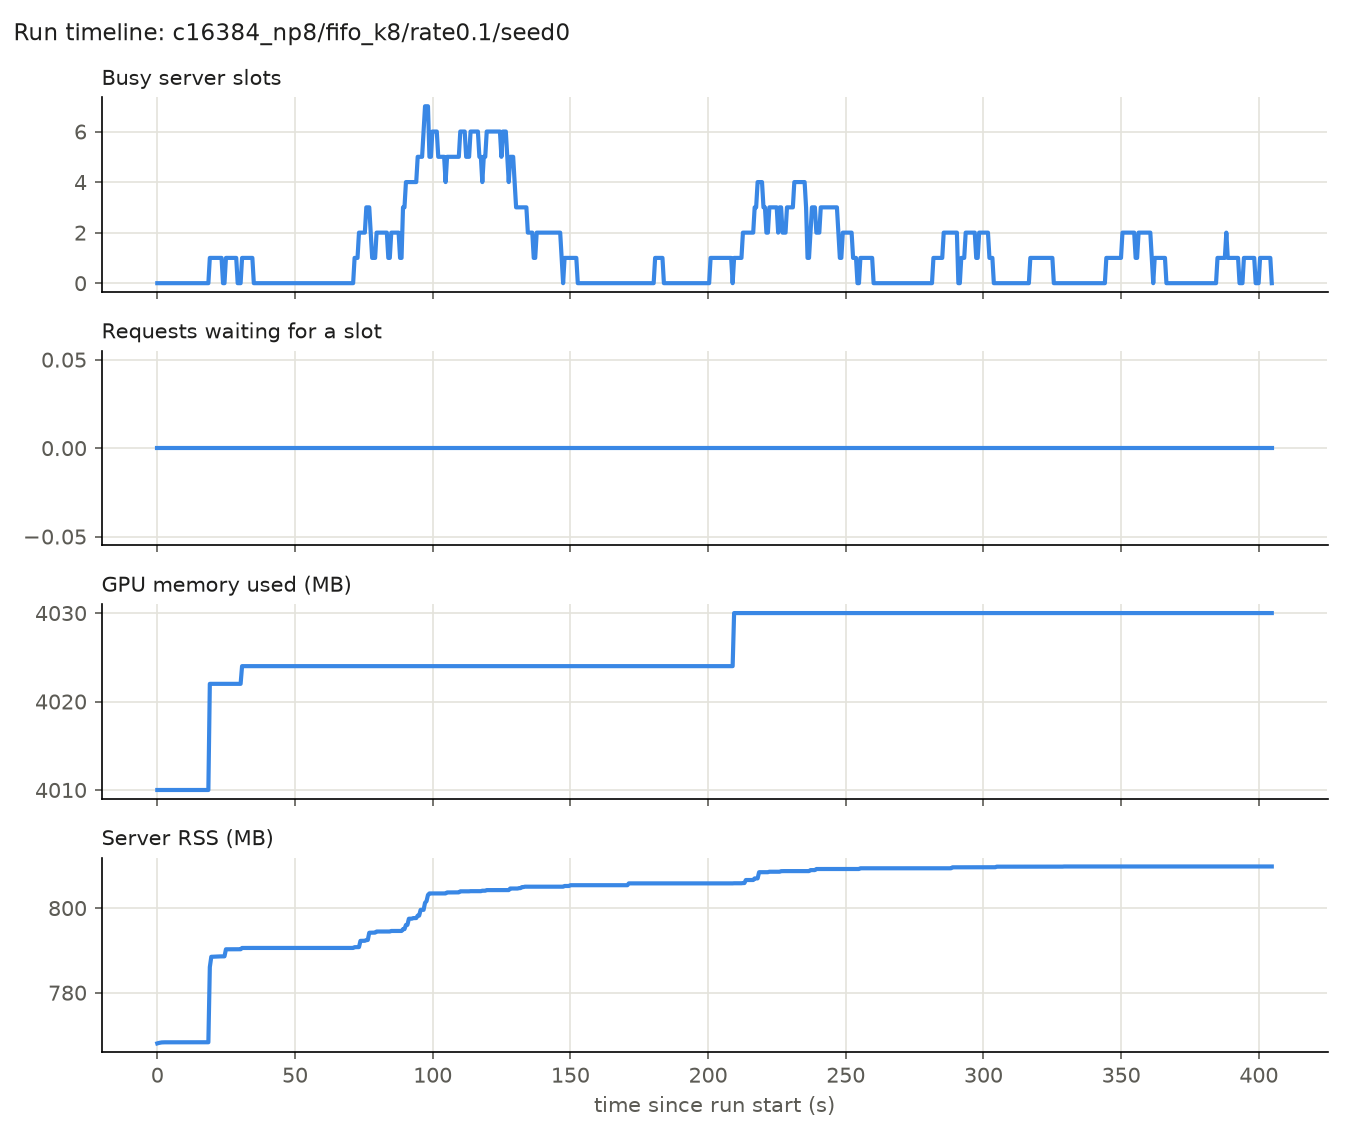 Run timeline: c16384_np8/fifo_k8/rate0.1/seed0
Busy server slots
6
4
2
0
Requests waiting for a slot
0.05
0.00
−0.05
GPU memory used (MB)
4030
4020
4010
Server RSS (MB)
800
780
0 50 100 150 200 250 300 350 400
time since run start (s)